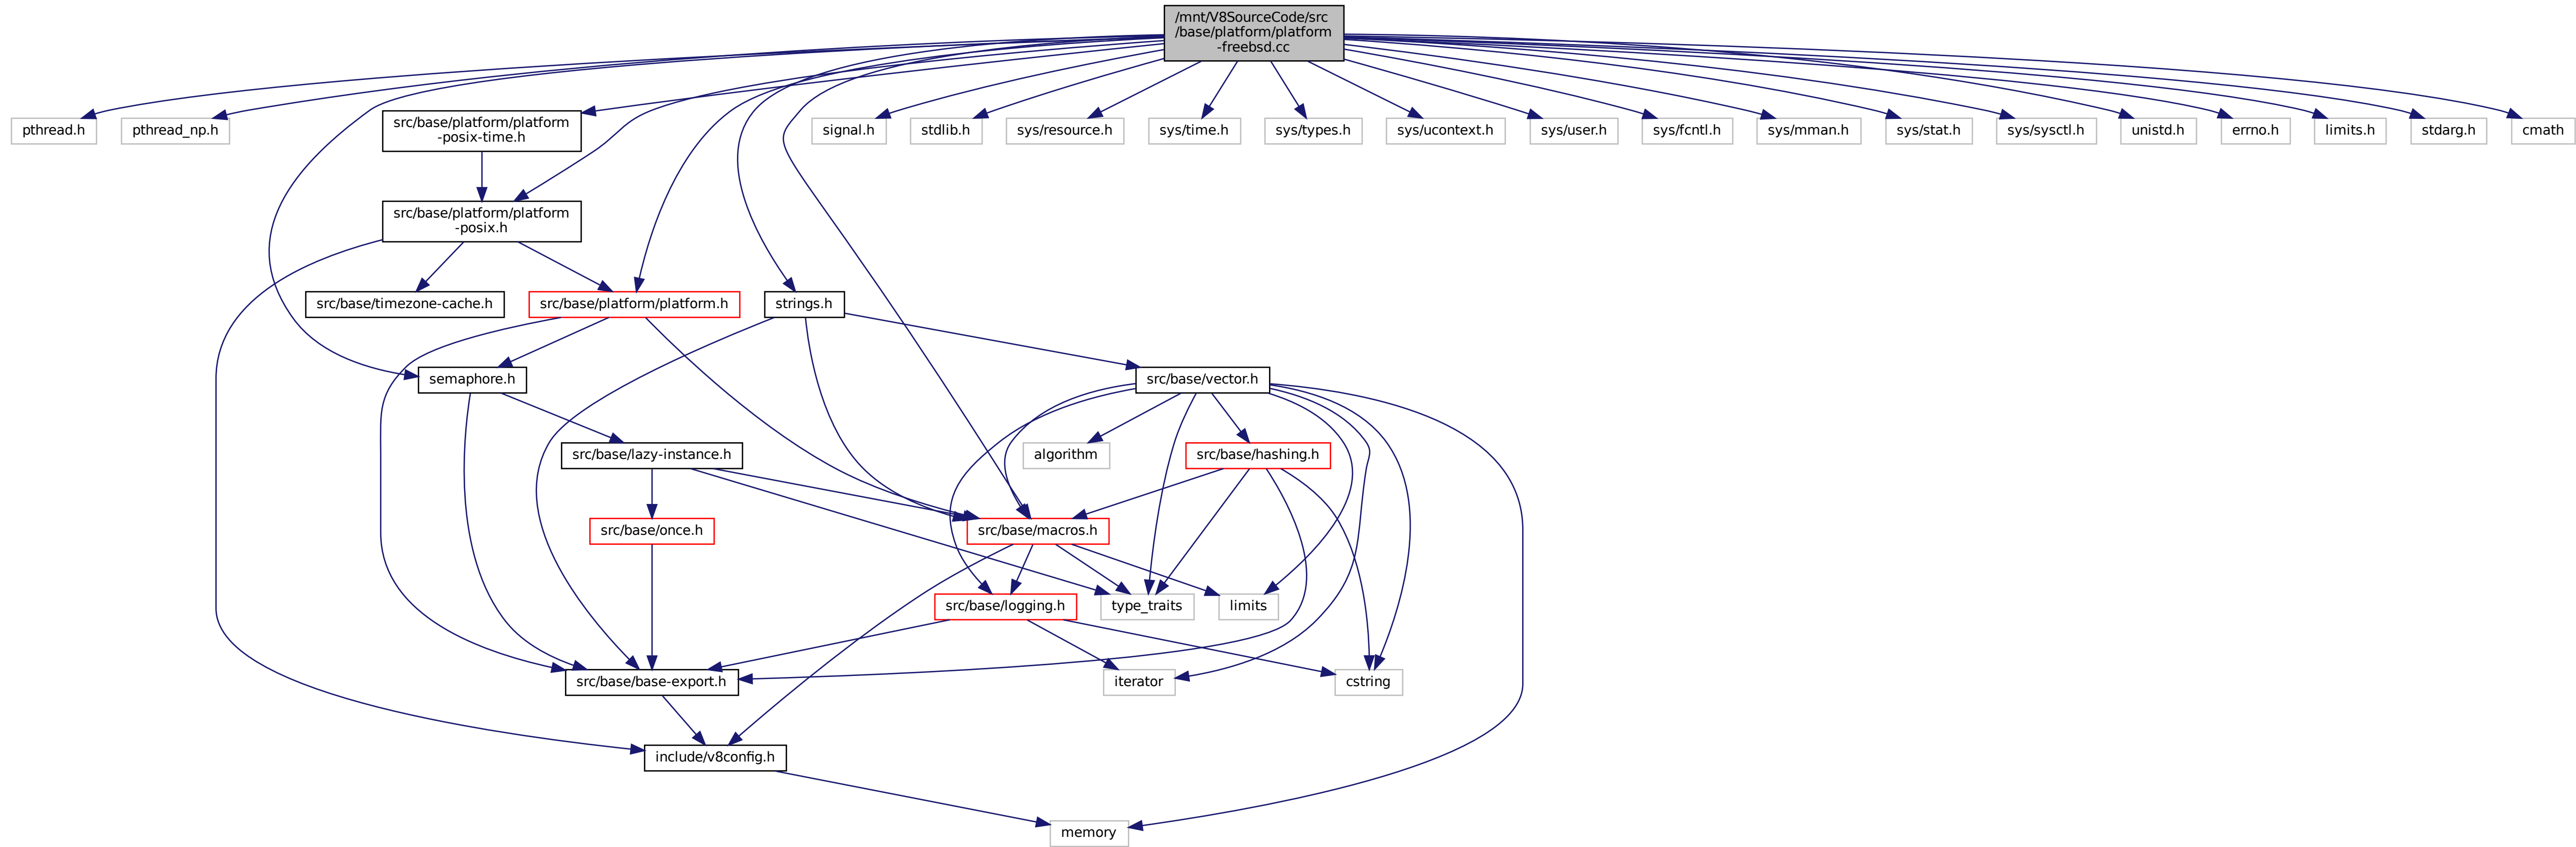 /mnt/V8SourceCode/src
/base/platform/platform
-freebsd.cc
pthread.h
pthread_np.h
src/base/platform/platform
-posix-time.h
signal.h
stdlib.h
sys/resource.h
sys/time.h
sys/types.h
sys/ucontext.h
sys/user.h
sys/fcntl.h
sys/mman.h
sys/stat.h
sys/sysctl.h
unistd.h
errno.h
limits.h
stdarg.h
cmath
src/base/platform/platform
-posix.h
src/base/timezone-cache.h
src/base/platform/platform.h
strings.h
semaphore.h
src/base/vector.h
src/base/lazy-instance.h
algorithm
src/base/hashing.h
src/base/once.h
src/base/macros.h
src/base/logging.h
type_traits
limits
src/base/base-export.h
iterator
cstring
include/v8config.h
memory